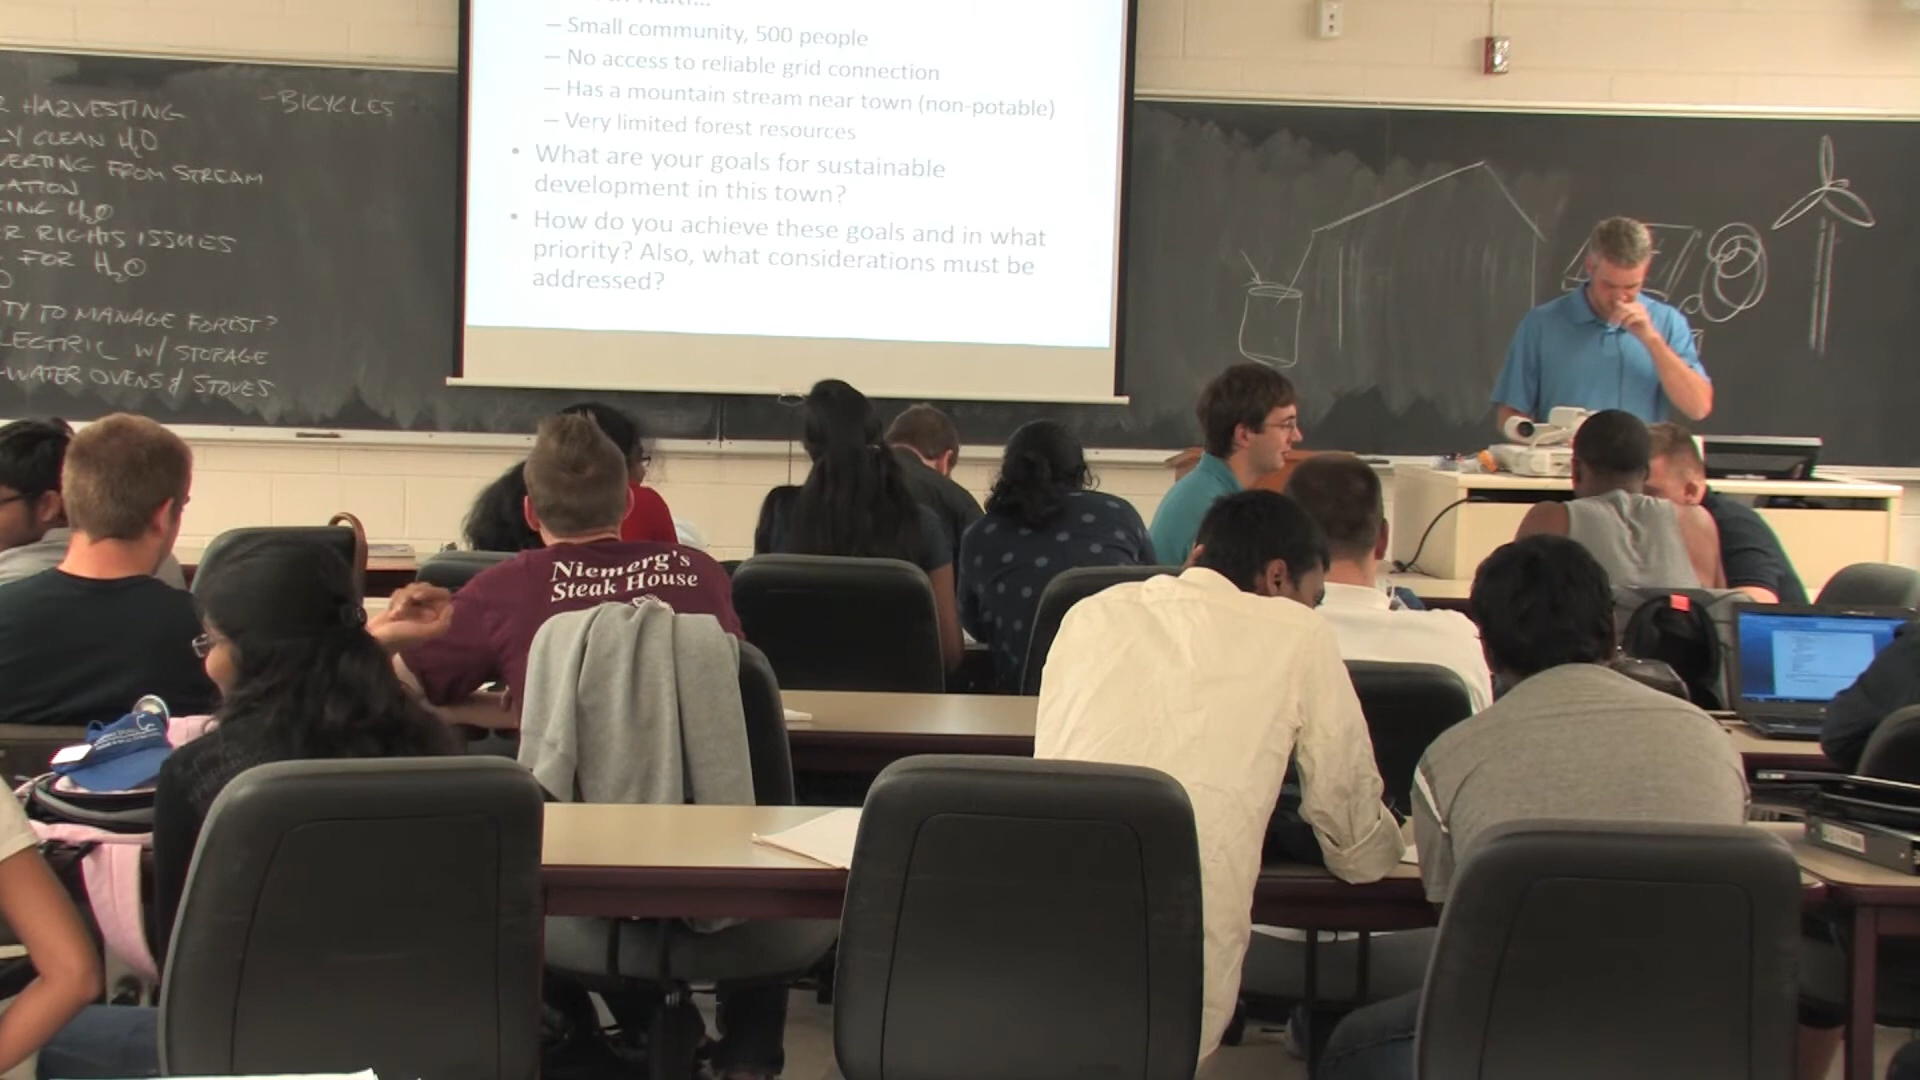 HARVESTING
-BICYCLES
CLEAN H2O
FROM STREAM
RIGHTS ISSUES
FOR H2O
TO MANAGE FOREST?
W/ STORAGE
-WATER OVENS & STOVES
– Small community, 500 people
– No access to reliable grid connection
– Has a mountain stream near town (non-potable)
– Very limited forest resources
• What are your goals for sustainable
development in this town?
• How do you achieve these goals and in what
priority? Also, what considerations must be
addressed?
Niemerg's
Steak House